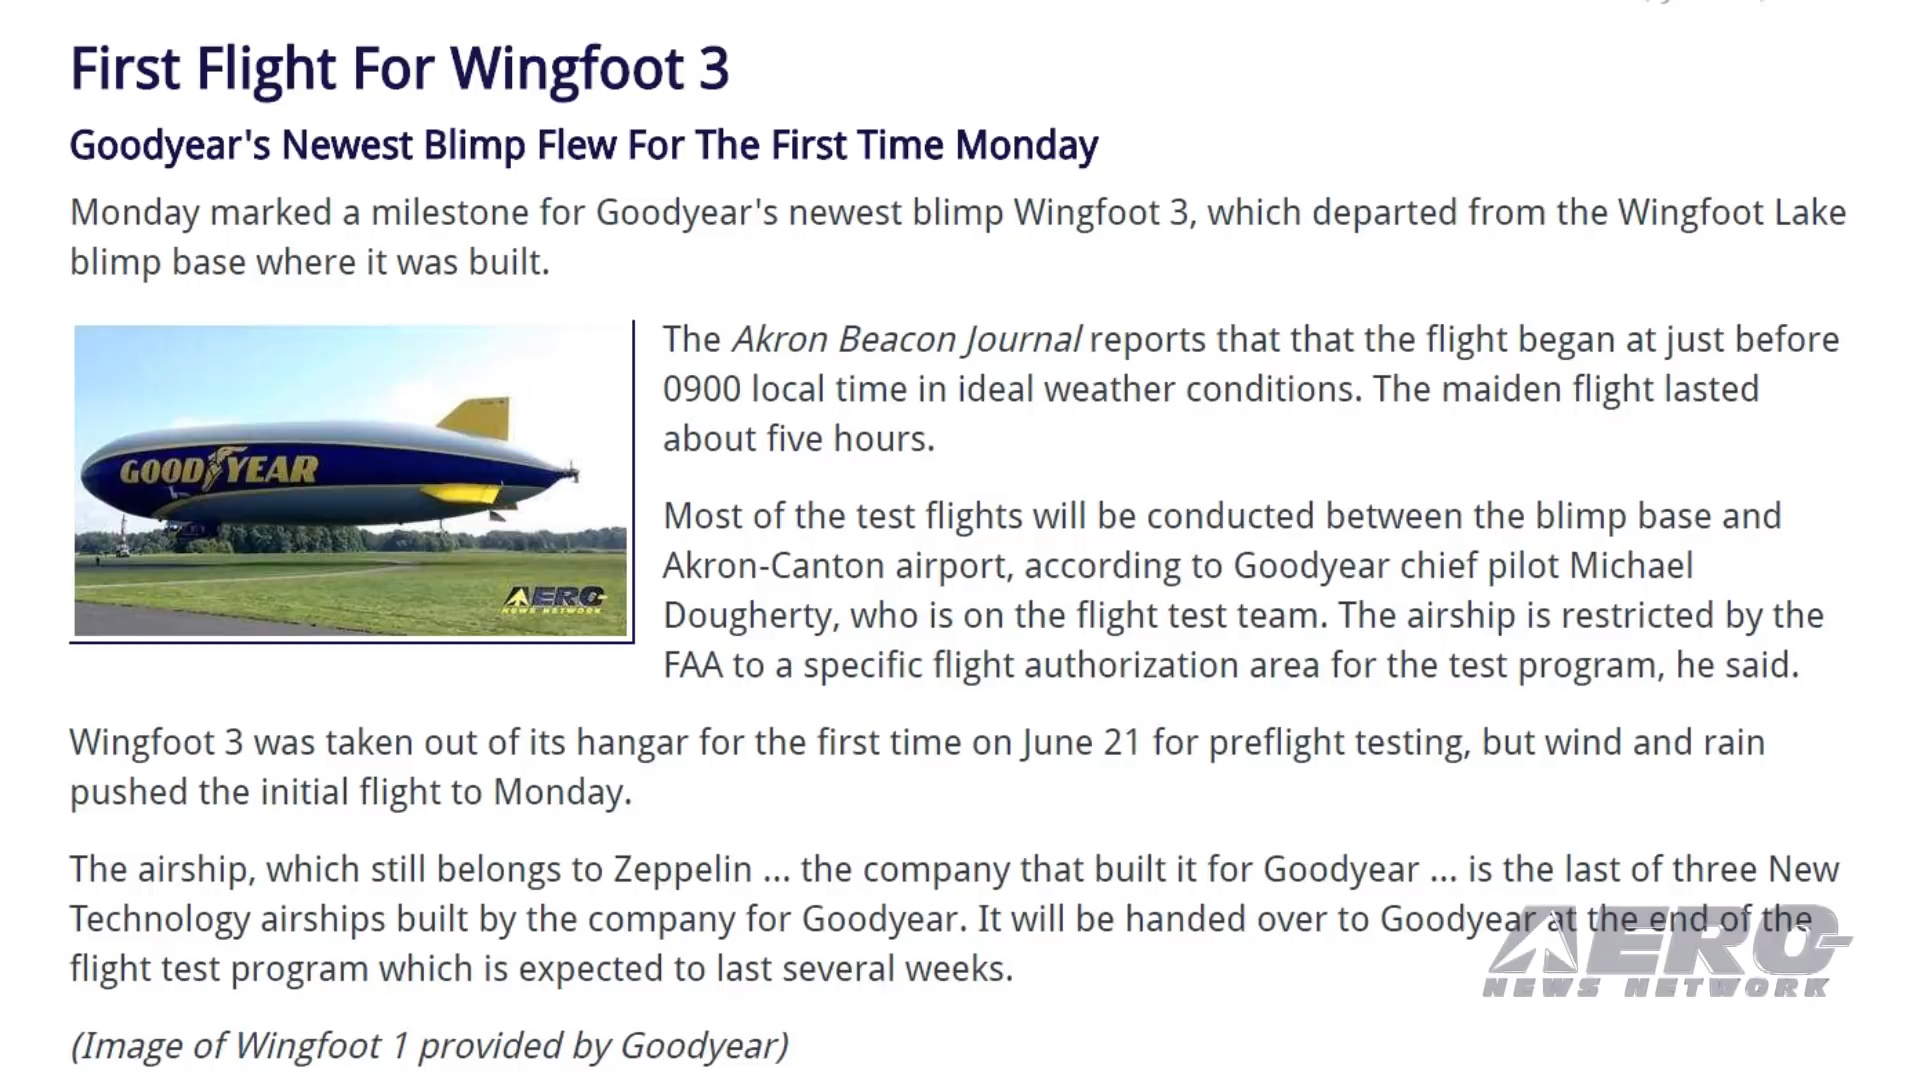 First Flight For Wingfoot 3
Goodyear's Newest Blimp Flew For The First Time Monday
Monday marked a milestone for Goodyear's newest blimp Wingfoot 3, which departed from the Wingfoot Lake
blimp base where it was built.
GOODYEAR
AERO
NEWS NETWORK
The Akron Beacon Journal reports that that the flight began at just before
0900 local time in ideal weather conditions. The maiden flight lasted
about five hours.
Most of the test flights will be conducted between the blimp base and
Akron-Canton airport, according to Goodyear chief pilot Michael
Dougherty, who is on the flight test team. The airship is restricted by the
FAA to a specific flight authorization area for the test program, he said.
Wingfoot 3 was taken out of its hangar for the first time on June 21 for preflight testing, but wind and rain
pushed the initial flight to Monday.
The airship, which still belongs to Zeppelin ... the company that built it for Goodyear ... is the last of three New
Technology airships built by the company for Goodyear. It will be handed over to Goodyear at the end of the
flight test program which is expected to last several weeks.
(Image of Wingfoot 1 provided by Goodyear)
AERO
NEWS NETWORK